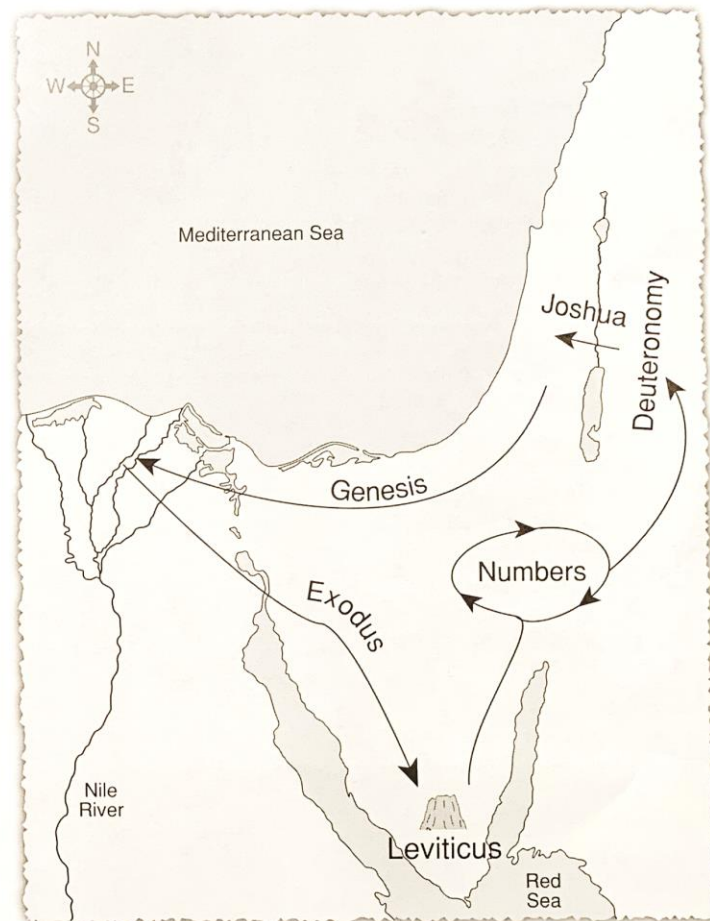 N
W E
S
Mediterranean Sea
Joshua
Deuteronomy
Genesis
Numbers
Exodus
Nile
River
Leviticus
Red
Sea